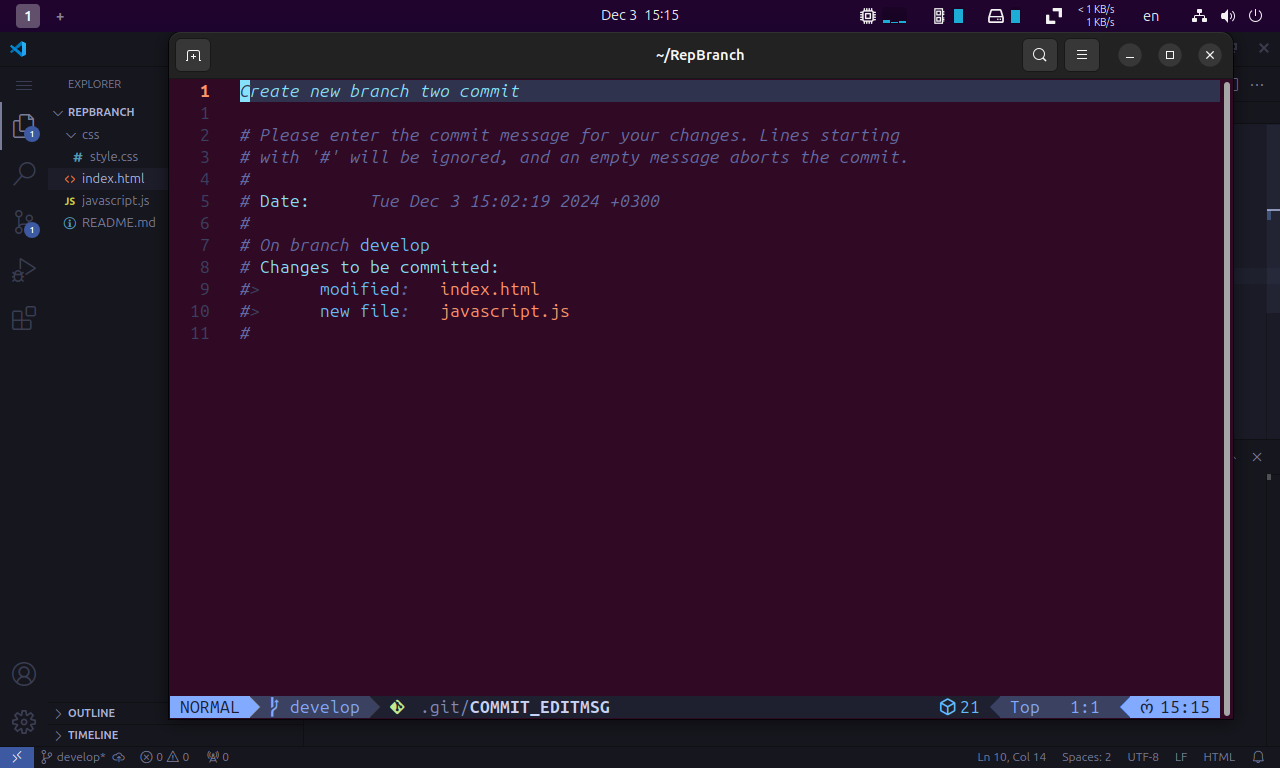 1 + Dec 3 15:15 < 1 KB/s 1 KB/s en
~/RepBranch
EXPLORER
REPBRANCH
css
# style.css
<> index.html
JS javascript.js
README.md
1
1
1 Create new branch two commit
1
2 # Please enter the commit message for your changes. Lines starting
3 # with '#' will be ignored, and an empty message aborts the commit.
4 #
5 # Date:      Tue Dec 3 15:02:19 2024 +0300
6 #
7 # On branch develop
8 # Changes to be committed:
9 #>      modified:   index.html
10 #>      new file:   javascript.js
11 #
NORMAL develop .git/COMMIT_EDITMSG 21 Top 1:1 15:15
OUTLINE
TIMELINE
develop* 0 0 0 Ln 10, Col 14 Spaces: 2 UTF-8 LF HTML